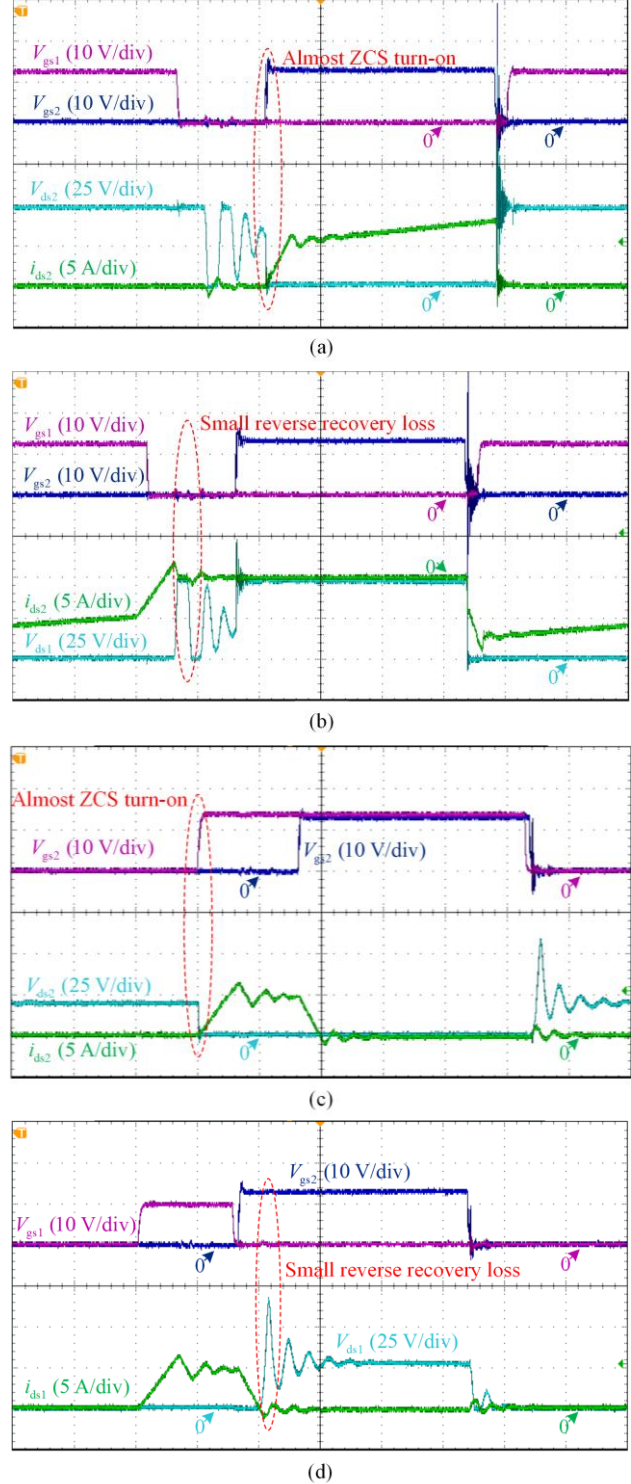 T
Almost ZCS turn-on
Vgs1 (10 V/div)
Vgs2 (10 V/div)
0
0
Vds2 (25 V/div)
ids2 (5 A/div)
0
0
(a)
T
Small reverse recovery loss
Vgs1 (10 V/div)
Vgs2 (10 V/div)
0
0
0
ids2 (5 A/div)
Vds1 (25 V/div)
0
(b)
T
Almost ZCS turn-on
Vgs2 (10 V/div)
Vgs2 (10 V/div)
0
0
Vds2 (25 V/div)
ids2 (5 A/div)
0
0
(c)
T
Vgs2 (10 V/div)
Vgs1 (10 V/div)
0
0
Small reverse recovery loss
Vds1 (25 V/div)
ids1 (5 A/div)
0
0
(d)